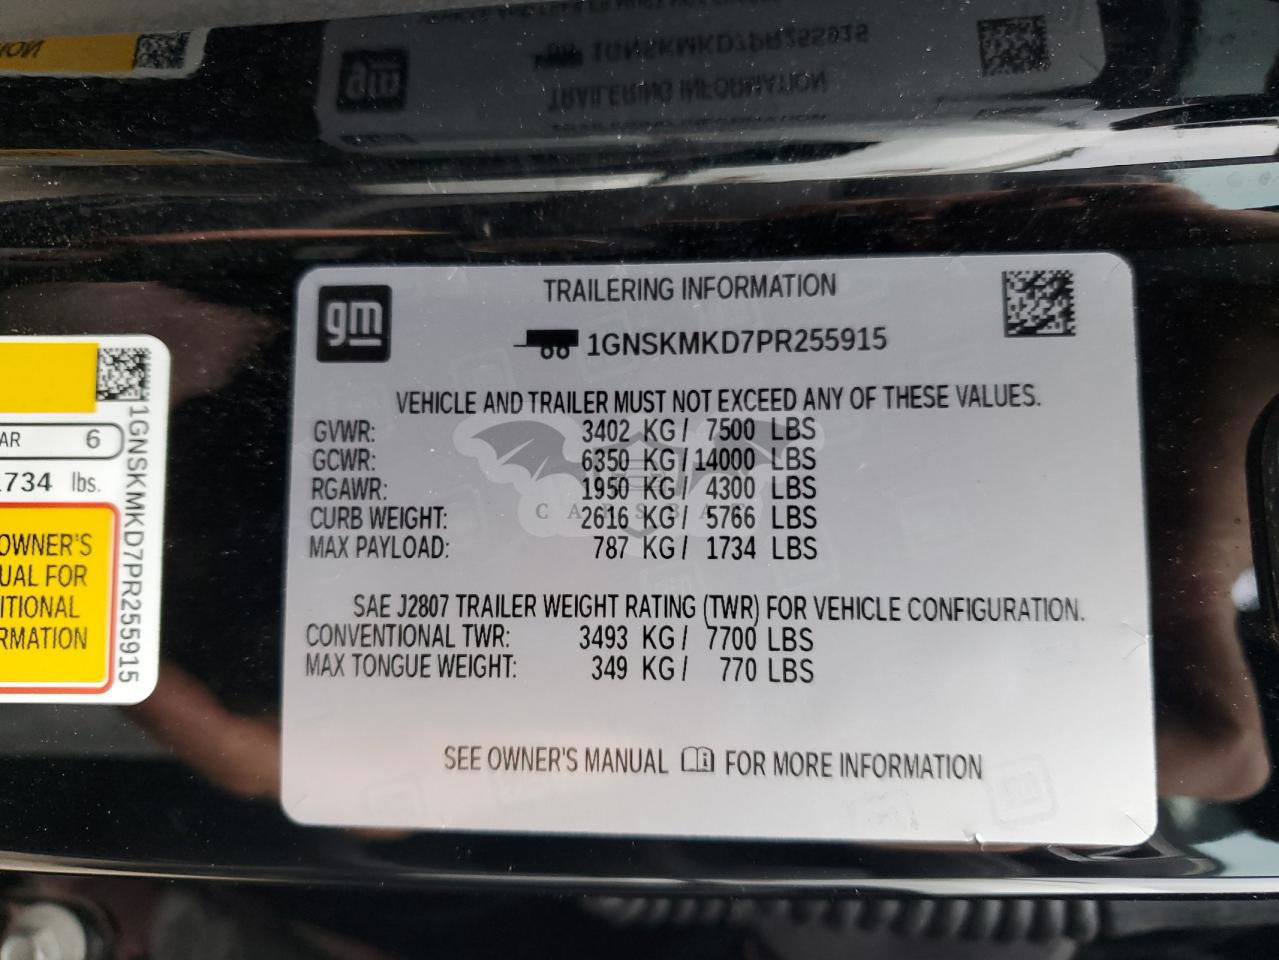 gm
TRAILERING INFORMATION
1GNSKMKD7PR255915
VEHICLE AND TRAILER MUST NOT EXCEED ANY OF THESE VALUES.
GVWR: 3402 KG/ 7500 LBS
GCWR: 6350 KG/14000 LBS
RGAWR: 1950 KG/ 4300 LBS
CURB WEIGHT: 2616 KG/ 5766 LBS
MAX PAYLOAD: 787 KG/ 1734 LBS
SAE J2807 TRAILER WEIGHT RATING (TWR) FOR VEHICLE CONFIGURATION.
CONVENTIONAL TWR: 3493 KG/ 7700 LBS
MAX TONGUE WEIGHT: 349 KG/ 770 LBS
SEE OWNER'S MANUAL FOR MORE INFORMATION
AR 6
1734 lbs.
OWNER'S
UAL FOR
ITIONAL
RMATION
1GNSKMKD7PR255915
1GNSKMKD7PR255915
TRAILERING INFORMATION
gm